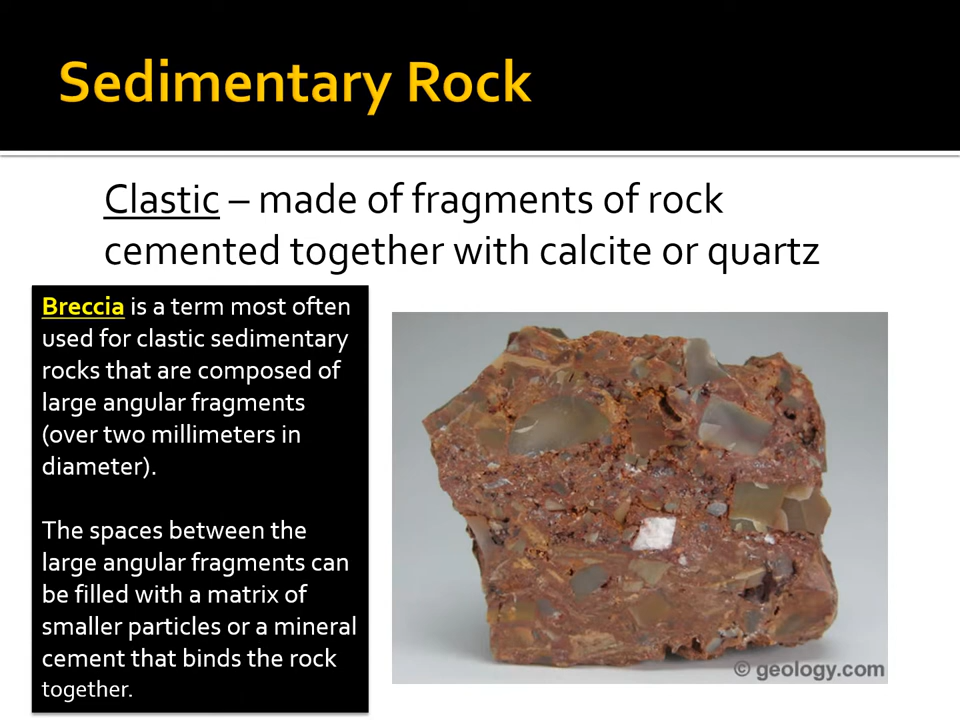 Sedimentary Rock
Clastic – made of fragments of rock
cemented together with calcite or quartz
Breccia is a term most often
used for clastic sedimentary
rocks that are composed of
large angular fragments
(over two millimeters in
diameter).
The spaces between the
large angular fragments can
be filled with a matrix of
smaller particles or a mineral
cement that binds the rock
together.
© geology.com